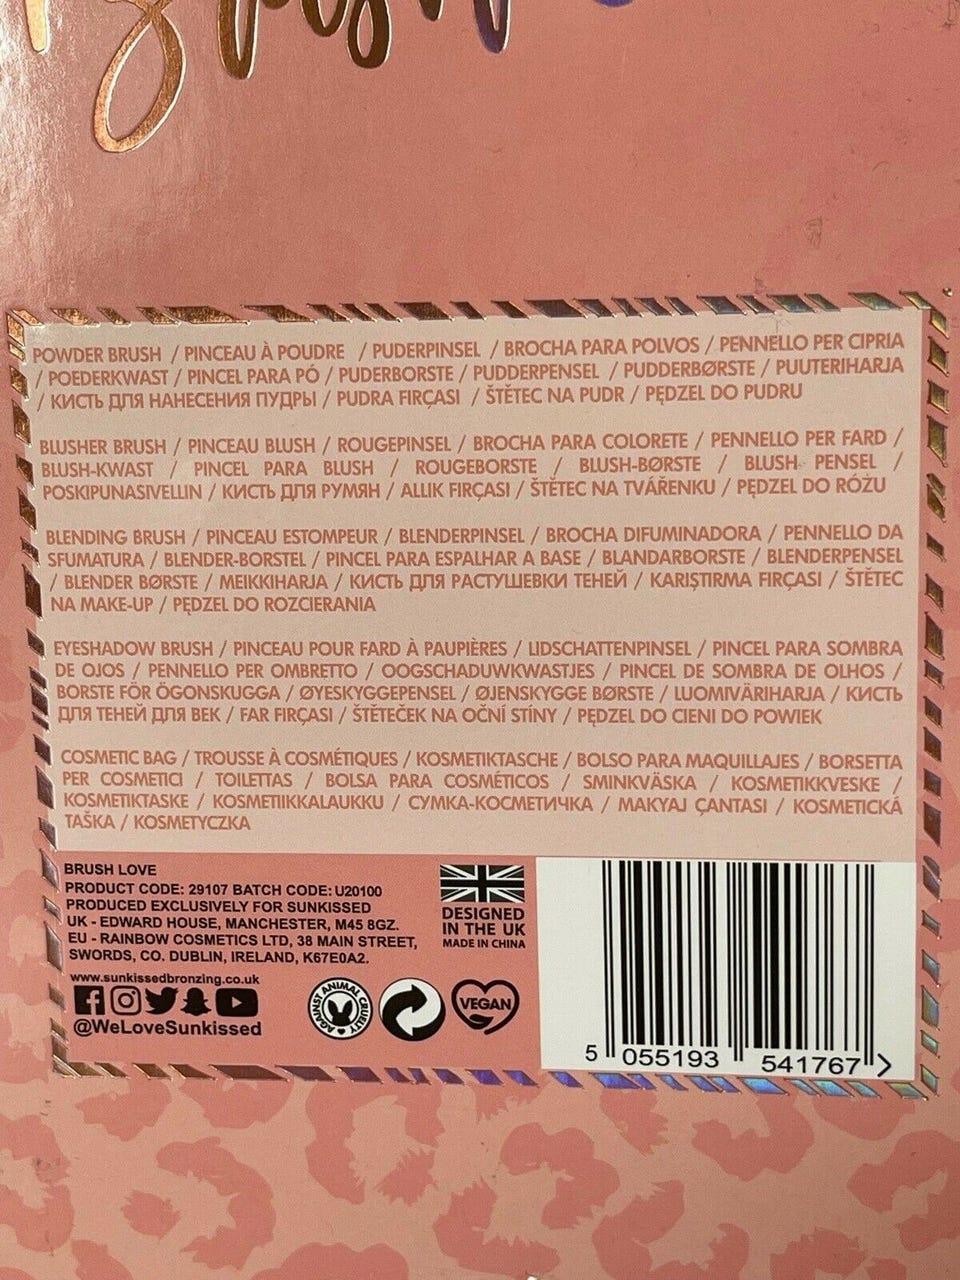 POWDER BRUSH / PINCEAU À POUDRE / PUDERPINSEL / BROCHA PARA POLVOS / PENNELLO PER CIPRIA
/ POEDERKWAST / PINCEL PARA PÓ / PUDERBORSTE / PUDDERPENSEL / PUDDERBØRSTE / PUUTERIHARJA
/ КИСТЬ ДЛЯ НАНЕСЕНИЯ ПУДРЫ / PUDRA FIRÇASI / ŠTĚTEC NA PUDR / PĘDZEL DO PUDRU
BLUSHER BRUSH / PINCEAU BLUSH / ROUGEPINSEL / BROCHA PARA COLORETE / PENNELLO PER FARD /
BLUSH-KWAST / PINCEL PARA BLUSH / ROUGEBORSTE / BLUSH-BØRSTE / BLUSH PENSEL /
POSKIPUNASIVELLIN / КИСТЬ ДЛЯ РУМЯН / ALLIK FIRÇASI / ŠTĚTEC NA TVÁŘENKU / PĘDZEL DO RÓŻU
BLENDING BRUSH / PINCEAU ESTOMPEUR / BLENDERPINSEL / BROCHA DIFUMINADORA / PENNELLO DA
SFUMATURA / BLENDER-BORSTEL / PINCEL PARA ESPALHAR A BASE / BLANDARBORSTE / BLENDERPENSEL
/ BLENDER BØRSTE / MEIKKIHARJA / КИСТЬ ДЛЯ РАСТУШЕВКИ ТЕНЕЙ / KARIŞTIRMA FIRÇASI / ŠTĚTEC
NA MAKE-UP / PĘDZEL DO ROZCIERANIA
EYESHADOW BRUSH / PINCEAU POUR FARD À PAUPIÈRES / LIDSCHATTENPINSEL / PINCEL PARA SOMBRA
DE OJOS / PENNELLO PER OMBRETTO / OOGSCHADUWKWASTJES / PINCEL DE SOMBRA DE OLHOS /
BORSTE FÖR ÖGONSKUGGA / ØYESKYGGEPENSEL / ØJENSKYGGE BØRSTE / LUOMIVÄRIHARJA / КИСТЬ
ДЛЯ ТЕНЕЙ ДЛЯ ВЕК / FAR FIRÇASI / ŠTĚTEČEK NA OČNÍ STÍNY / PĘDZEL DO CIENI DO POWIEK
COSMETIC BAG / TROUSSE À COSMÉTIQUES / KOSMETIKTASCHE / BOLSO PARA MAQUILLAJES / BORSETTA
PER COSMETICI / TOILETTAS / BOLSA PARA COSMÉTICOS / SMINKVÄSKA / KOSMETIKKVESKE /
KOSMETIKTASKE / KOSMETIIKKALAUKKU / СУМКА-КОСМЕТИЧКА / MAKYAJ ÇANTASI / KOSMETICKÁ
TAŠKA / KOSMETYCZKA
BRUSH LOVE
PRODUCT CODE: 29107 BATCH CODE: U20100
PRODUCED EXCLUSIVELY FOR SUNKISSED
UK - EDWARD HOUSE, MANCHESTER, M45 8GZ.
EU - RAINBOW COSMETICS LTD, 38 MAIN STREET,
SWORDS, CO. DUBLIN, IRELAND, K67E0A2.
www.sunkissedbronzing.co.uk
@WeLoveSunkissed
DESIGNED
IN THE UK
MADE IN CHINA
AGAINST ANIMAL CRUELTY
VEGAN
5 055193 541767 >